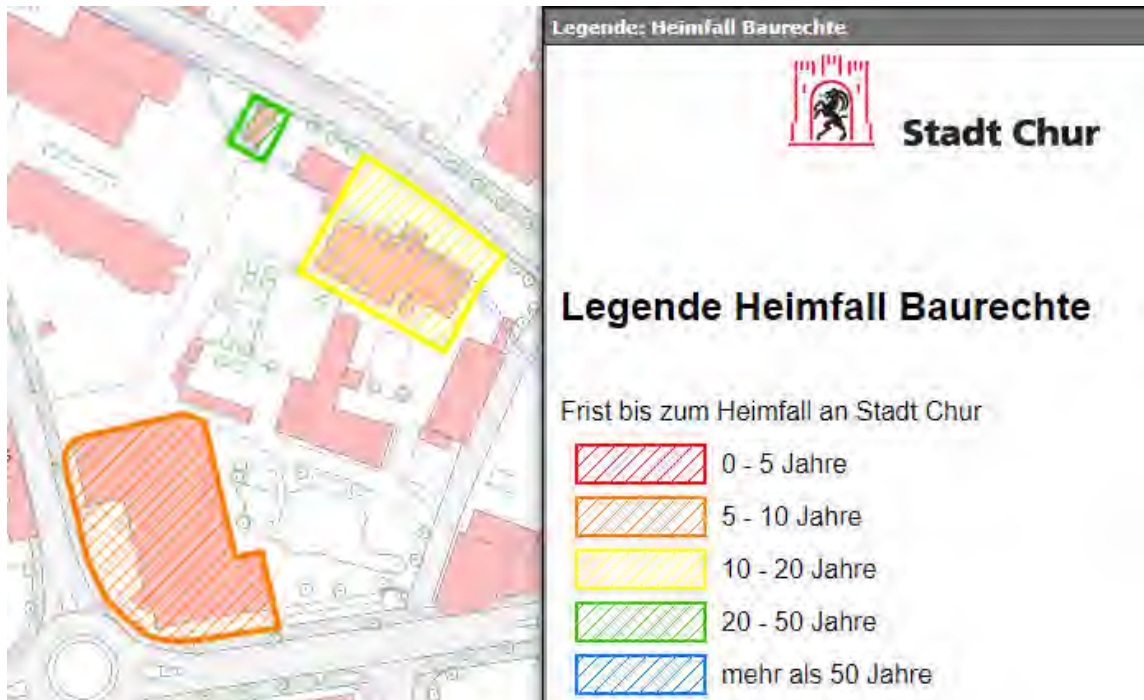 Legende: Heimfall Baurechte
Stadt Chur
Legende Heimfall Baurechte
Frist bis zum Heimfall an Stadt Chur
0 - 5 Jahre
5 - 10 Jahre
10 - 20 Jahre
20 - 50 Jahre
mehr als 50 Jahre